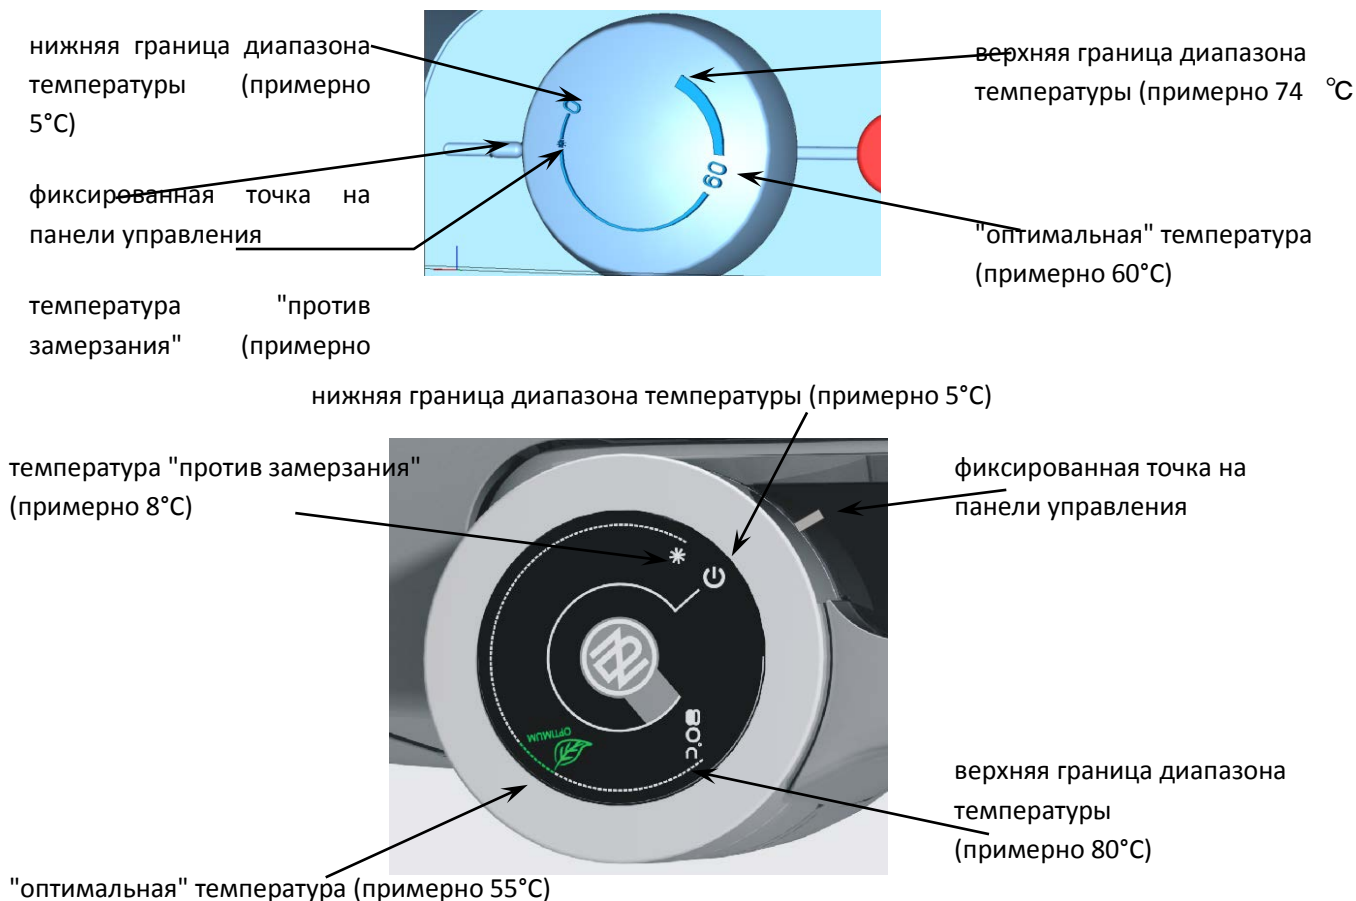 нижняя граница диапазона
температуры (примерно
5°C)
фиксированная точка на
панели управления
температура "против
замерзания" (примерно
0
60
верхняя граница диапазона
температуры (примерно 74 ℃
"оптимальная" температура
(примерно 60°C)
нижняя граница диапазона температуры (примерно 5°C)
температура "против замерзания"
(примерно 8°C)
фиксированная точка на
панели управления
OPTIMUM
80°C
верхняя граница диапазона
температуры
(примерно 80°C)
"оптимальная" температура (примерно 55°C)